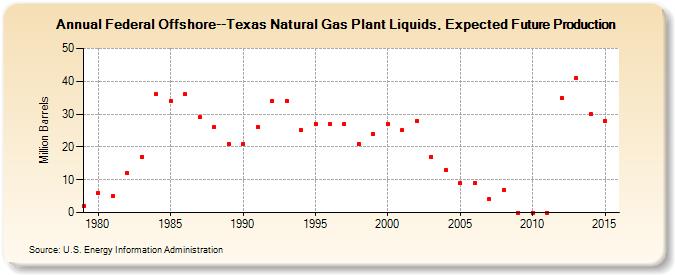 Annual Federal Offshore--Texas Natural Gas Plant Liquids, Expected Future Production
Million Barrels
50
40
30
20
10
0
1980 1985 1990 1995 2000 2005 2010 2015
Source: U.S. Energy Information Administration